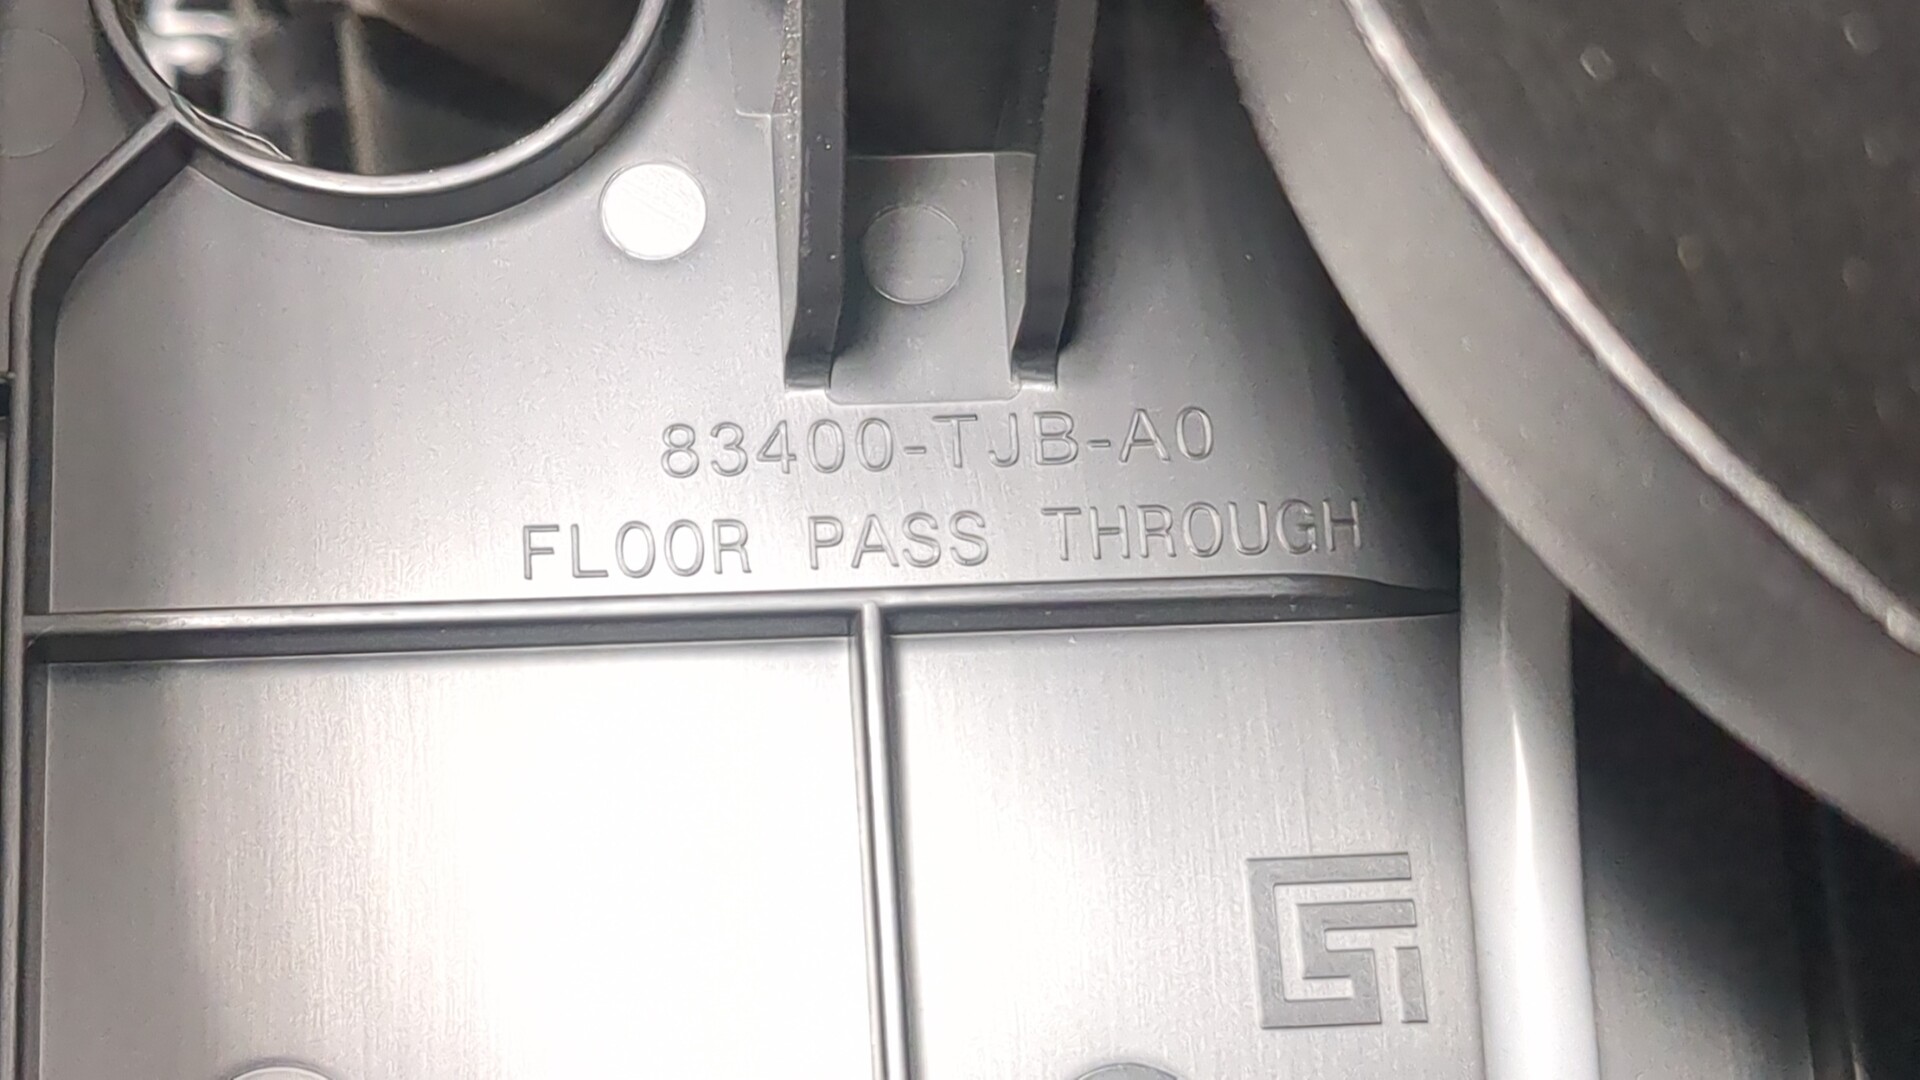 83400-TJB-A0
FLOOR PASS THROUGH